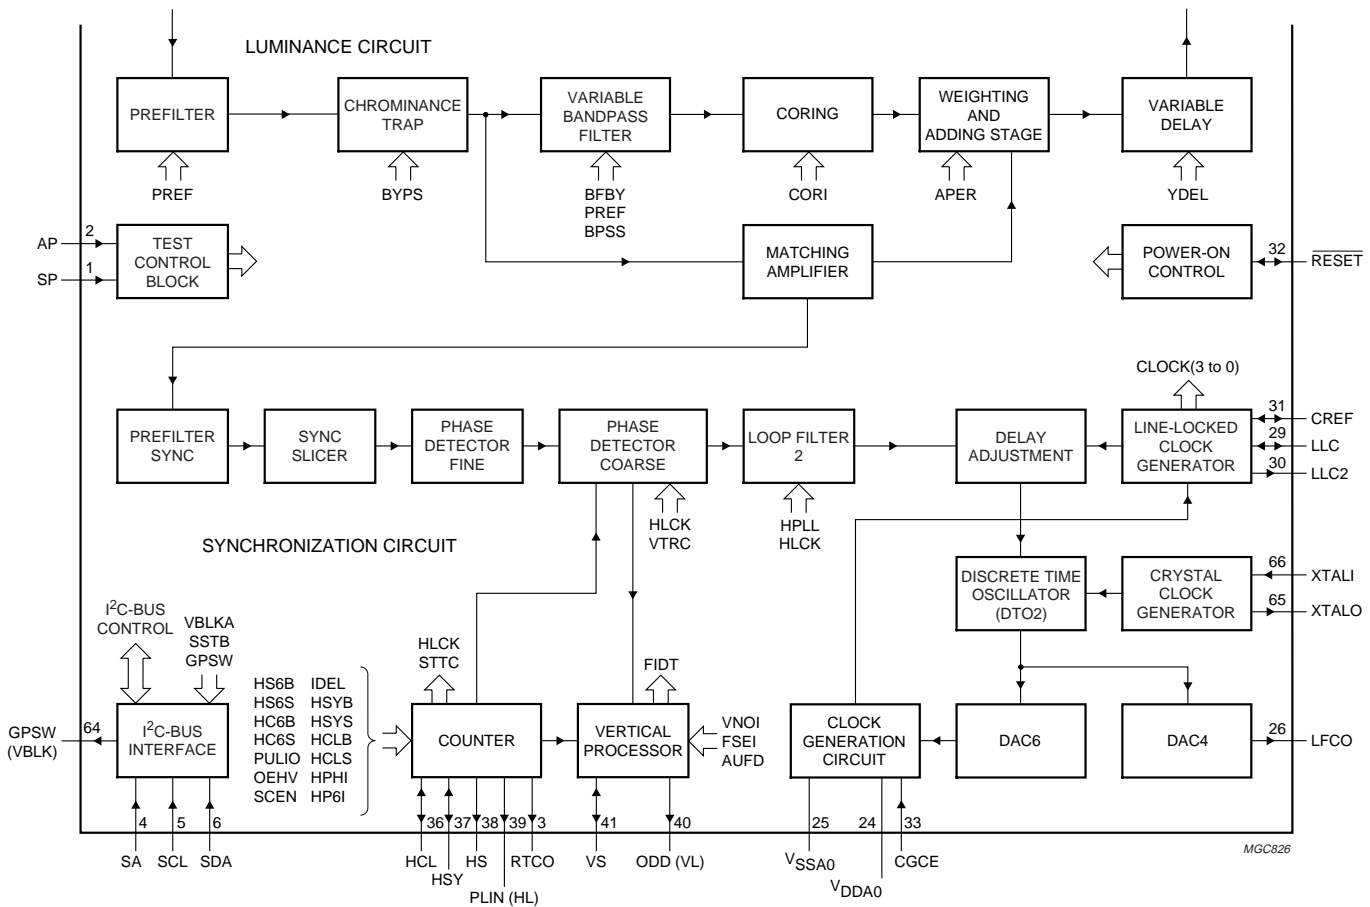 LUMINANCE CIRCUIT
PREFILTER
CHROMINANCE
TRAP
VARIABLE
BANDPASS
FILTER
CORING
WEIGHTING
AND
ADDING STAGE
VARIABLE
DELAY
PREF
BYPS
BFBY
PREF
BPSS
CORI
APER
YDEL
AP
2
SP
1
TEST
CONTROL
BLOCK
MATCHING
AMPLIFIER
POWER-ON
CONTROL
32
RESET
CLOCK(3 to 0)
PREFILTER
SYNC
SYNC
SLICER
PHASE
DETECTOR
FINE
PHASE
DETECTOR
COARSE
LOOP FILTER
2
DELAY
ADJUSTMENT
LINE-LOCKED
CLOCK
GENERATOR
31
CREF
29
LLC
30
LLC2
HLCK
VTRC
HPLL
HLCK
SYNCHRONIZATION CIRCUIT
DISCRETE TIME
OSCILLATOR
(DTO2)
CRYSTAL
CLOCK
GENERATOR
66
XTALI
65
XTALO
I2C-BUS
CONTROL
VBLKA
SSTB
GPSW
HLCK
STTC
FIDT
HS6B IDEL
HS6S HSYB
HC6B HSYS
HC6S HCLB
PULIO HCLS
OEHV HPHI
SCEN HP6I
GPSW
(VBLK)
64
I2C-BUS
INTERFACE
COUNTER
VERTICAL
PROCESSOR
VNOI
FSEI
AUFD
CLOCK
GENERATION
CIRCUIT
DAC6
DAC4
26
LFCO
4
5
6
36
37
38
39
3
41
40
25
24
33
SA
SCL
SDA
HCL
HSY
HS
PLIN (HL)
RTCO
VS
ODD (VL)
VSSA0
VDDA0
CGCE
MGC826